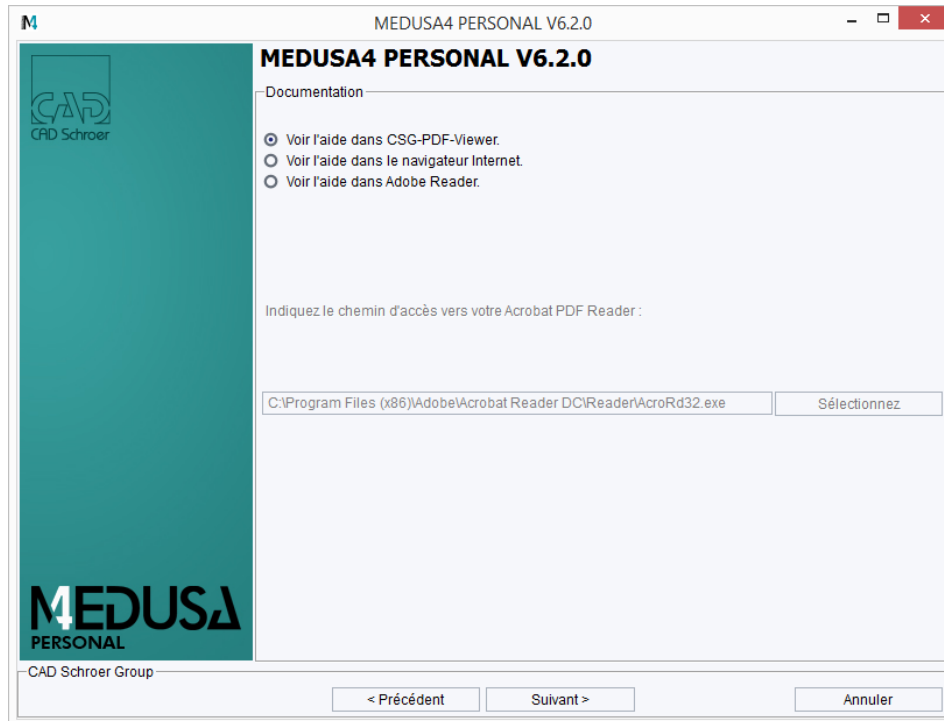 MEDUSA4 PERSONAL V6.2.0
CAD
CAD Schroer
MEDUSA4 PERSONAL V6.2.0
Documentation
Voir l'aide dans CSG-PDF-Viewer.
Voir l'aide dans le navigateur Internet.
Voir l'aide dans Adobe Reader.
Indiquez le chemin d'accès vers votre Acrobat PDF Reader :
C:\Program Files (x86)\Adobe\Acrobat Reader DC\Reader\AcroRd32.exe
Sélectionnez
M4EDUSA
PERSONAL
CAD Schroer Group
< Précédent
Suivant >
Annuler